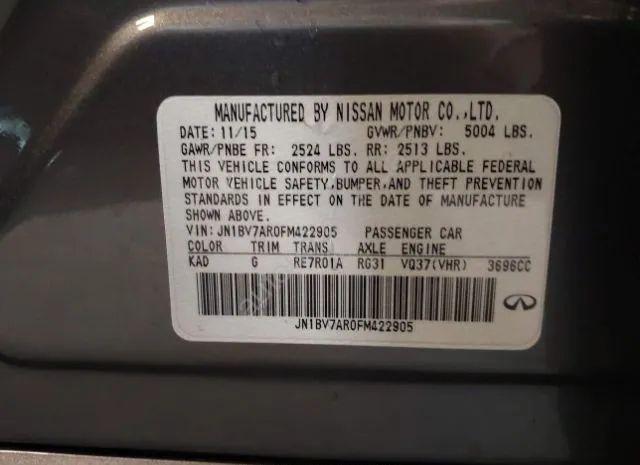 MANUFACTURED BY NISSAN MOTOR CO.,LTD.
DATE: 11/15 GVWR/PNBV: 5004 LBS.
GAWR/PNBE FR: 2524 LBS. RR: 2513 LBS.
THIS VEHICLE CONFORMS TO ALL APPLICABLE FEDERAL
MOTOR VEHICLE SAFETY,BUMPER,AND THEFT PREVENTION
STANDARDS IN EFFECT ON THE DATE OF MANUFACTURE
SHOWN ABOVE.
VIN: JN1BV7AR0FM422905 PASSENGER CAR
COLOR TRIM TRANS AXLE ENGINE
KAD G RE7R01A RG31 VQ37(VHR) 3696CC
JN1BV7AR0FM422905